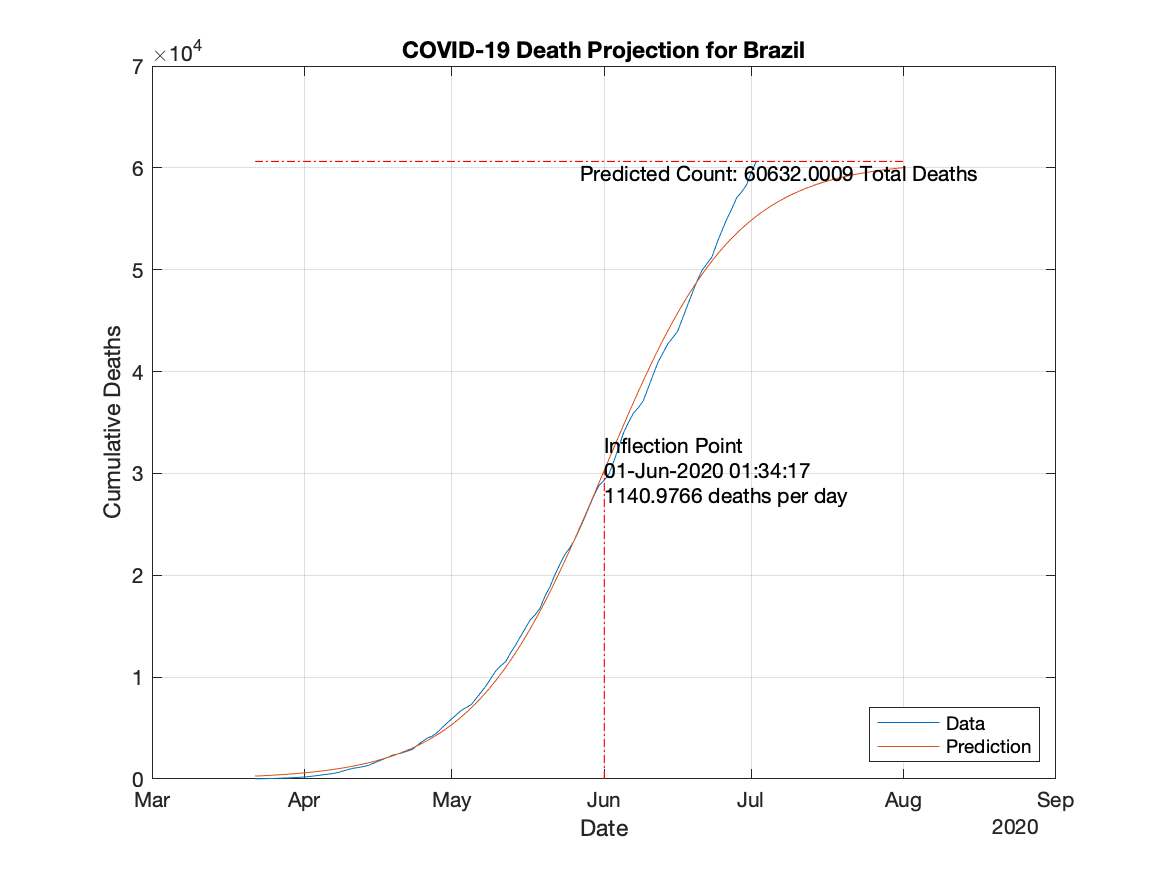 COVID-19 Death Projection for Brazil
×10⁴
7
6
5
4
3
2
1
0
Predicted Count: 60632.0009 Total Deaths
Inflection Point
01-Jun-2020 01:34:17
1140.9766 deaths per day
Cumulative Deaths
Data
Prediction
Mar Apr May Jun Jul Aug Sep
Date
2020